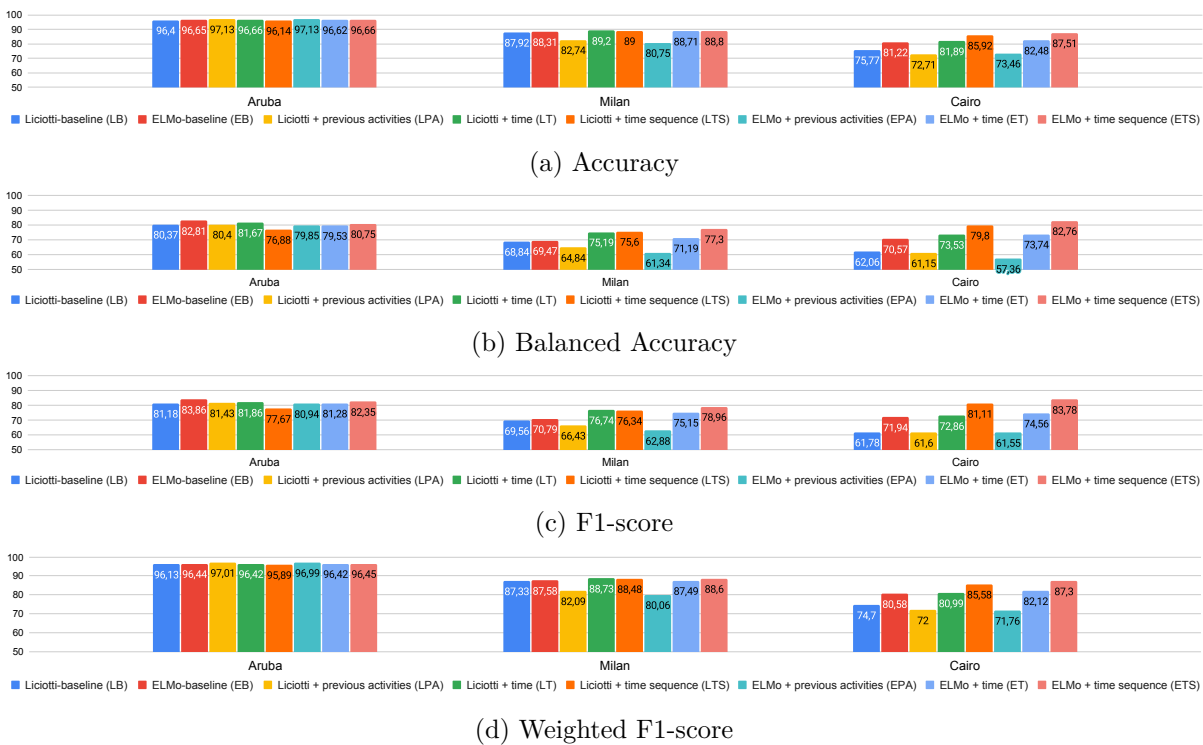 100
90
80
70
60
50
96,4 96,65 97,13 96,66 96,14 97,13 96,62 96,66
87,92 88,31 82,74 89,2 89 80,75 88,71 88,8
75,77 81,22 72,71 81,89 85,92 73,46 82,48 87,51
Aruba Milan Cairo
Liciotti-baseline (LB) ELMo-baseline (EB) Liciotti + previous activities (LPA) Liciotti + time (LT) Liciotti + time sequence (LTS) ELMo + previous activities (EPA) ELMo + time (ET) ELMo + time sequence (ETS)
(a) Accuracy
100
90
80
70
60
50
80,37 82,81 80,4 81,67 76,88 79,85 79,53 80,75
68,84 69,47 64,84 75,19 75,6 61,34 71,19 77,3
62,06 70,57 61,15 73,53 79,8 57,36 73,74 82,76
Aruba Milan Cairo
Liciotti-baseline (LB) ELMo-baseline (EB) Liciotti + previous activities (LPA) Liciotti + time (LT) Liciotti + time sequence (LTS) ELMo + previous activities (EPA) ELMo + time (ET) ELMo + time sequence (ETS)
(b) Balanced Accuracy
100
90
80
70
60
50
81,18 83,86 81,43 81,86 77,67 80,94 81,28 82,35
69,56 70,79 66,43 76,74 76,34 62,88 75,15 78,96
61,78 71,94 61,6 72,86 81,11 61,55 74,56 83,78
Aruba Milan Cairo
Liciotti-baseline (LB) ELMo-baseline (EB) Liciotti + previous activities (LPA) Liciotti + time (LT) Liciotti + time sequence (LTS) ELMo + previous activities (EPA) ELMo + time (ET) ELMo + time sequence (ETS)
(c) F1-score
100
90
80
70
60
50
96,13 96,44 97,01 96,42 95,89 96,99 96,42 96,45
87,33 87,58 82,09 88,73 88,48 80,06 87,49 88,6
74,7 80,58 72 80,99 85,58 71,76 82,12 87,3
Aruba Milan Cairo
Liciotti-baseline (LB) ELMo-baseline (EB) Liciotti + previous activities (LPA) Liciotti + time (LT) Liciotti + time sequence (LTS) ELMo + previous activities (EPA) ELMo + time (ET) ELMo + time sequence (ETS)
(d) Weighted F1-score